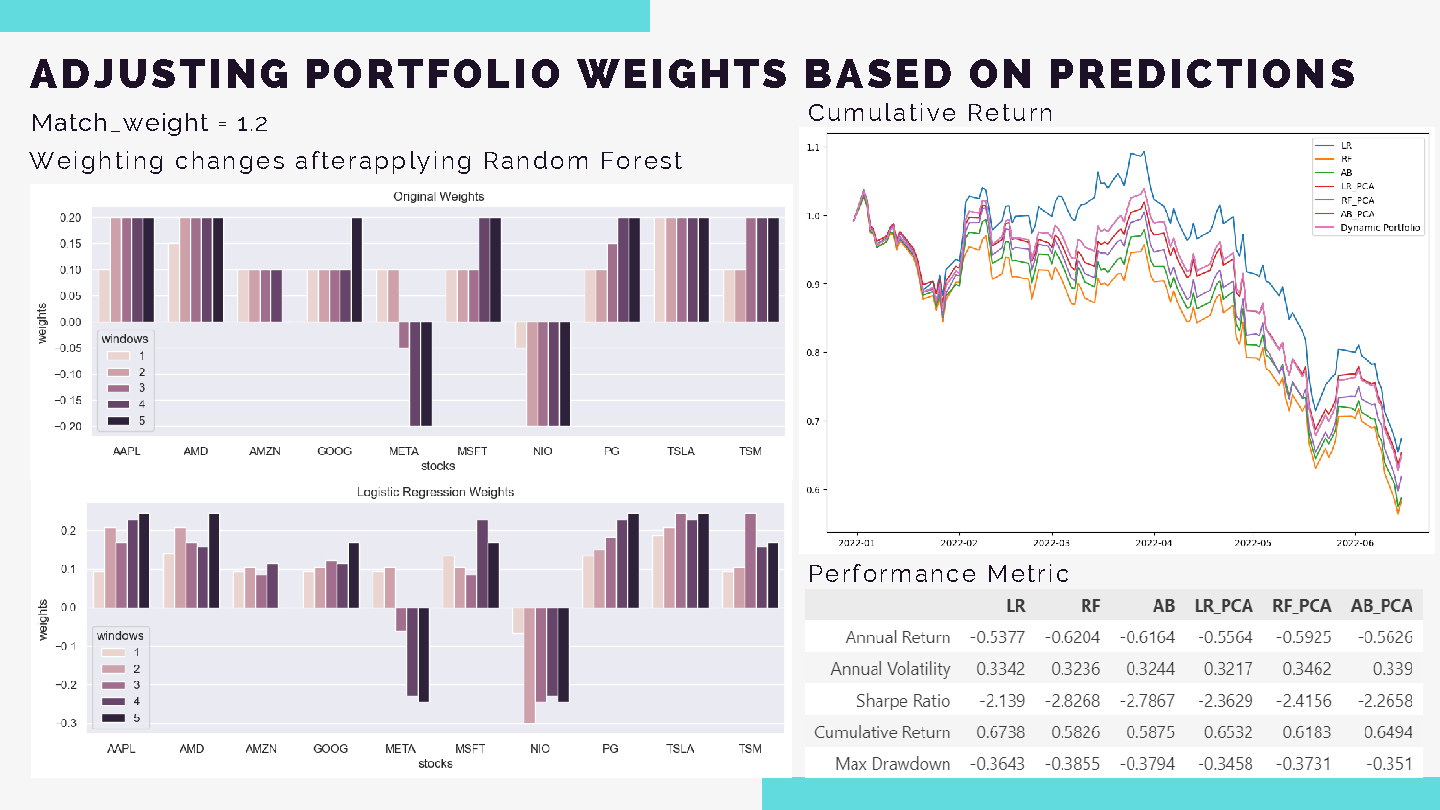 ADJUSTING PORTFOLIO WEIGHTS BASED ON PREDICTIONS
Match_weight = 1.2
Weighting changes afterapplying Random Forest
Original Weights
weights
0.20
0.15
0.10
0.05
0.00
−0.05
−0.10
−0.15
−0.20
windows
1
2
3
4
5
AAPL AMD AMZN GOOG META MSFT NIO PG TSLA TSM
stocks
Logistic Regression Weights
weights
0.2
0.1
0.0
−0.1
−0.2
−0.3
windows
1
2
3
4
5
AAPL AMD AMZN GOOG META MSFT NIO PG TSLA TSM
stocks
Cumulative Return
1.1
1.0
0.9
0.8
0.7
0.6
LR
RF
AB
LR_PCA
RF_PCA
AB_PCA
Dynamic Portfolio
2022-01 2022-02 2022-03 2022-04 2022-05 2022-06
Performance Metric
LR RF AB LR_PCA RF_PCA AB_PCA
Annual Return -0.5377 -0.6204 -0.6164 -0.5564 -0.5925 -0.5626
Annual Volatility 0.3342 0.3236 0.3244 0.3217 0.3462 0.339
Sharpe Ratio -2.139 -2.8268 -2.7867 -2.3629 -2.4156 -2.2658
Cumulative Return 0.6738 0.5826 0.5875 0.6532 0.6183 0.6494
Max Drawdown -0.3643 -0.3855 -0.3794 -0.3458 -0.3731 -0.351